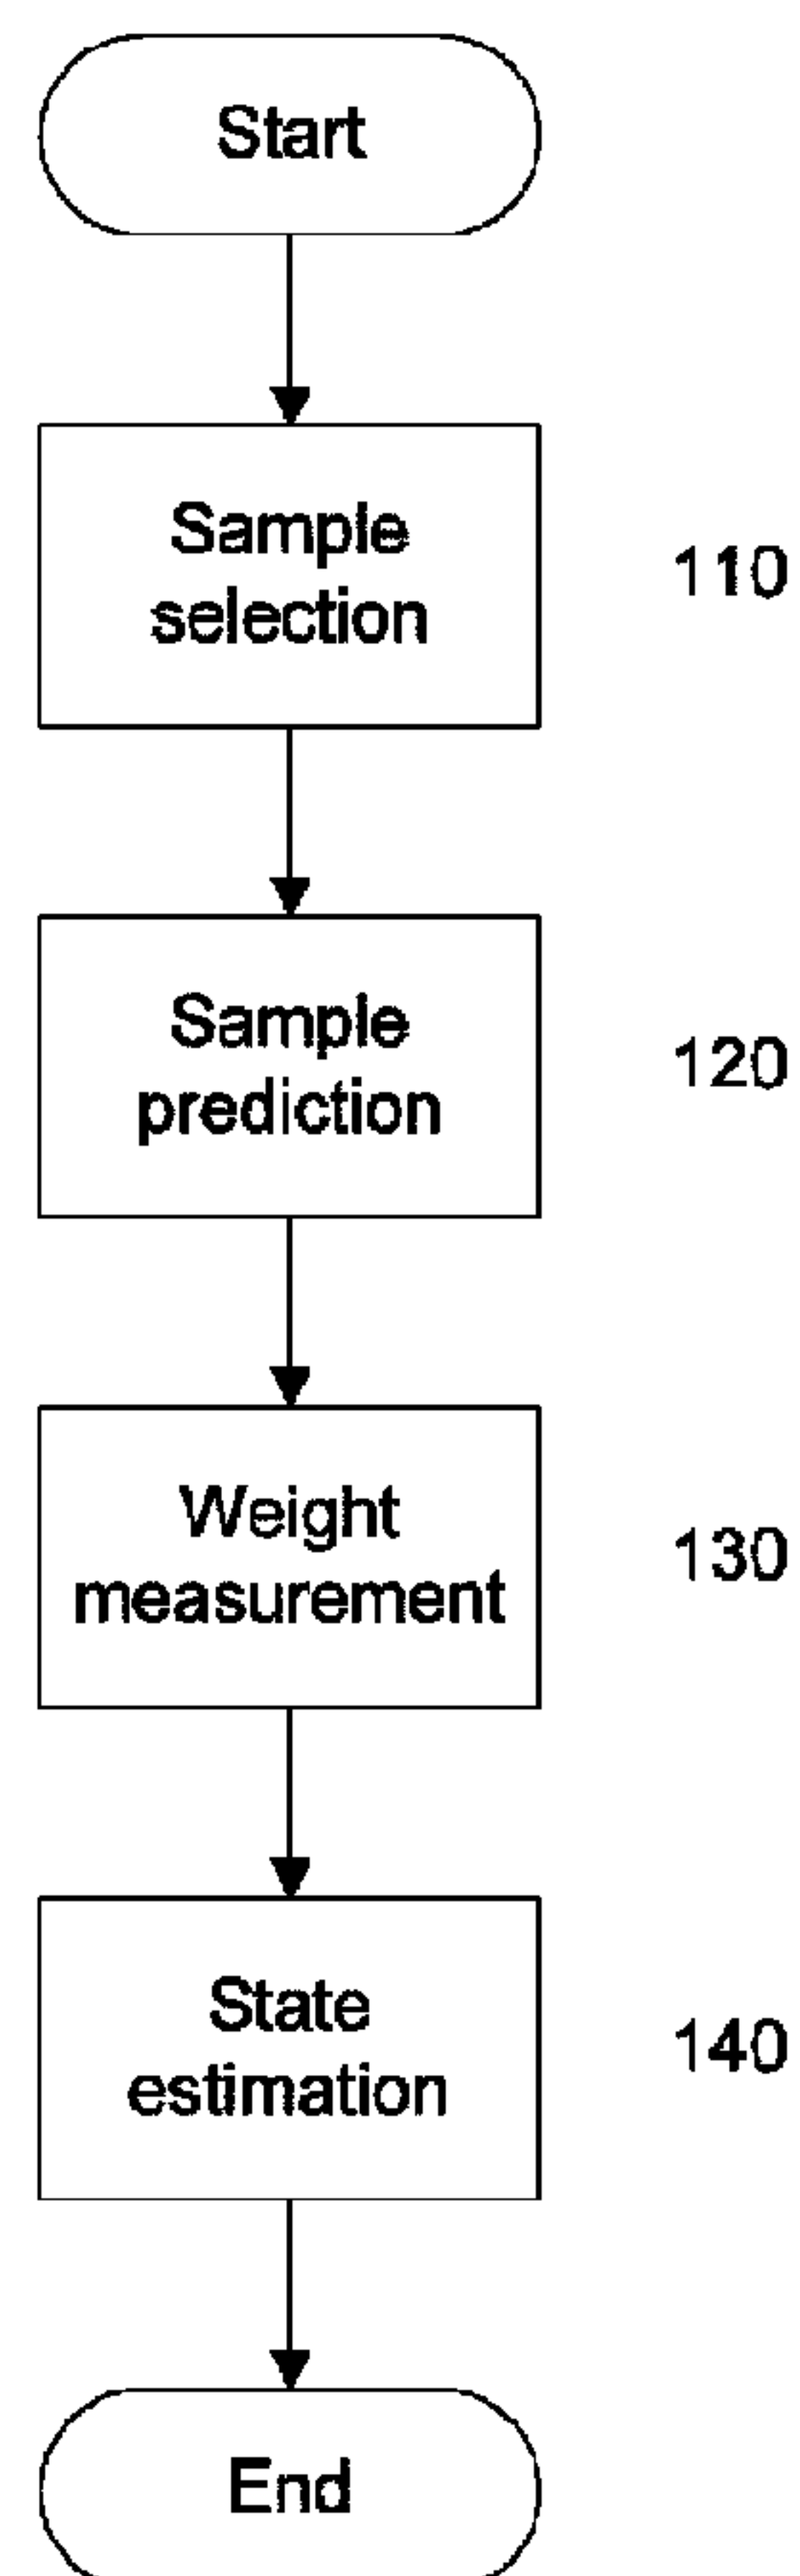 Start
Sample
selection
110
Sample
prediction
120
Weight
measurement
130
State
estimation
140
End